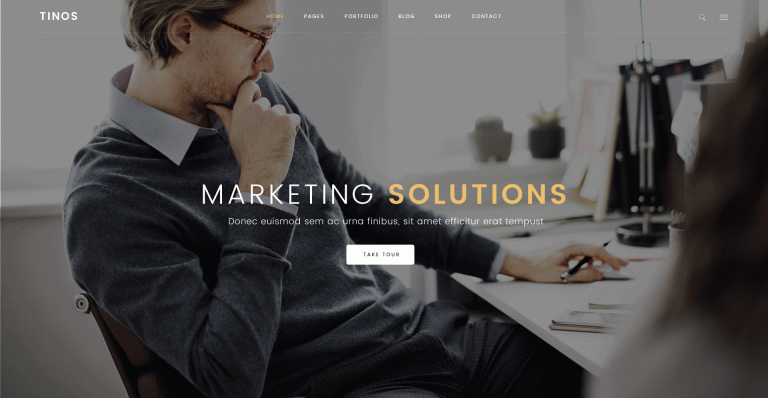 TINOS
HOME PAGES PORTFOLIO BLOG SHOP CONTACT
MARKETING SOLUTIONS
Donec euismod sem ac urna finibus, sit amet efficitur erat tempust
TAKE TOUR